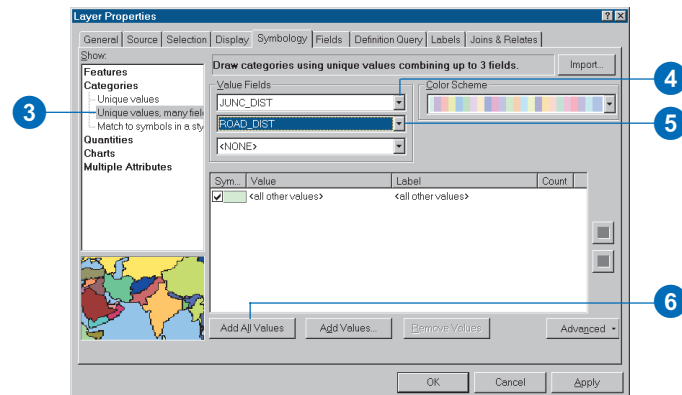 Layer Properties
General Source Selection Display Symbology Fields Definition Query Labels Joins & Relates
Show:
Features
Categories
Unique values
Unique values, many fiel
Match to symbols in a sty
Quantities
Charts
Multiple Attributes
Draw categories using unique values combining up to 3 fields.
Import...
Value Fields
JUNC_DIST
ROAD_DIST
<NONE>
Color Scheme
Sym... Value Label Count
<all other values> <all other values>
Add All Values Add Values... Remove Values Advanced
OK Cancel Apply
3
4
5
6